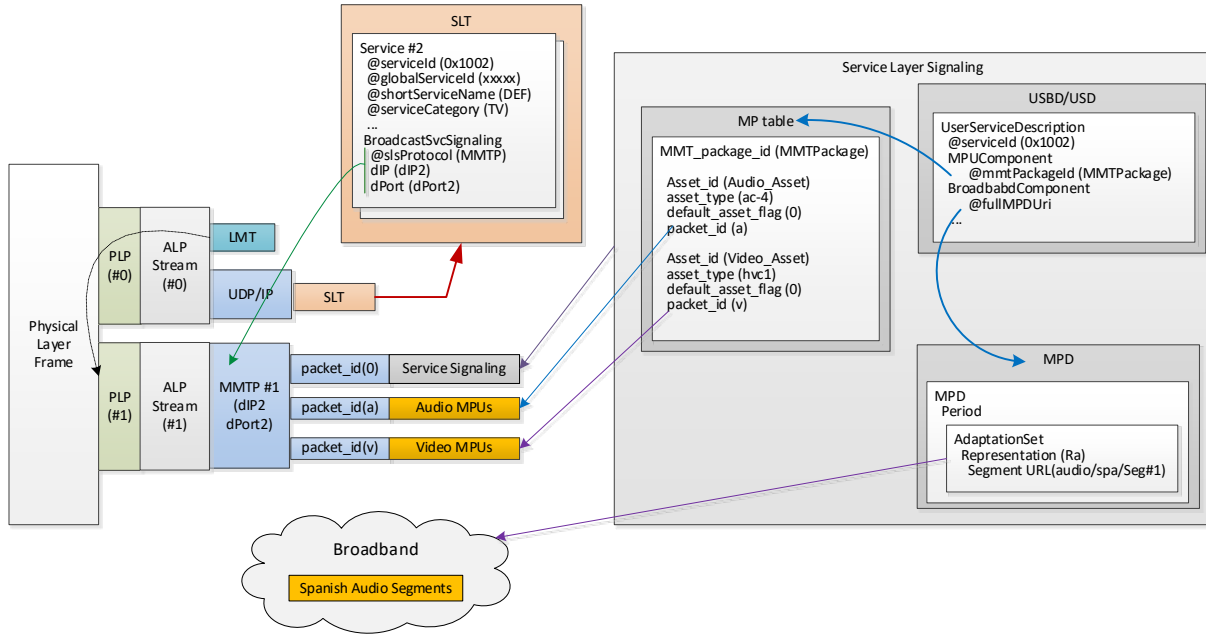 SLT
Service #2
@serviceId (0x1002)
@globalServiceId (xxxxx)
@shortServiceName (DEF)
@serviceCategory (TV)
...
BroadcastSvcSignaling
@slsProtocol (MMTP)
dIP (dIP2)
dPort (dPort2)
Service Layer Signaling
MP table
MMT_package_id (MMTPackage)
Asset_id (Audio_Asset)
asset_type (ac-4)
default_asset_flag (0)
packet_id (a)
Asset_id (Video_Asset)
asset_type (hvc1)
default_asset_flag (0)
packet_id (v)
USBD/USD
UserServiceDescription
@serviceId (0x1002)
MPUComponent
@mmtPackageId (MMTPackage)
BroadbabdComponent
@fullMPDUri
...
MPD
MPD
Period
AdaptationSet
Representation (Ra)
Segment URL(audio/spa/Seg#1)
Physical
Layer
Frame
PLP
(#0)
ALP
Stream
(#0)
LMT
UDP/IP
SLT
PLP
(#1)
ALP
Stream
(#1)
MMTP #1
(dIP2
dPort2)
packet_id(0)
Service Signaling
packet_id(a)
Audio MPUs
packet_id(v)
Video MPUs
Broadband
Spanish Audio Segments